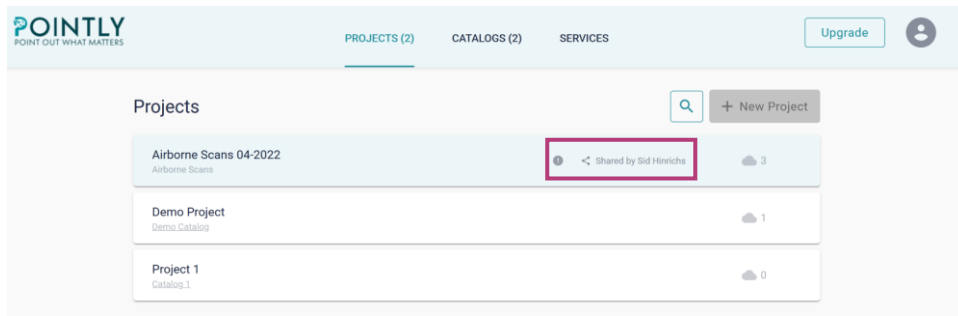 POINTLY
POINT OUT WHAT MATTERS
PROJECTS (2)
CATALOGS (2)
SERVICES
Upgrade
Projects
+ New Project
Airborne Scans 04-2022
Airborne Scans
Shared by Sid Hinrichs
3
Demo Project
Demo Catalog
1
Project 1
Catalog 1
0